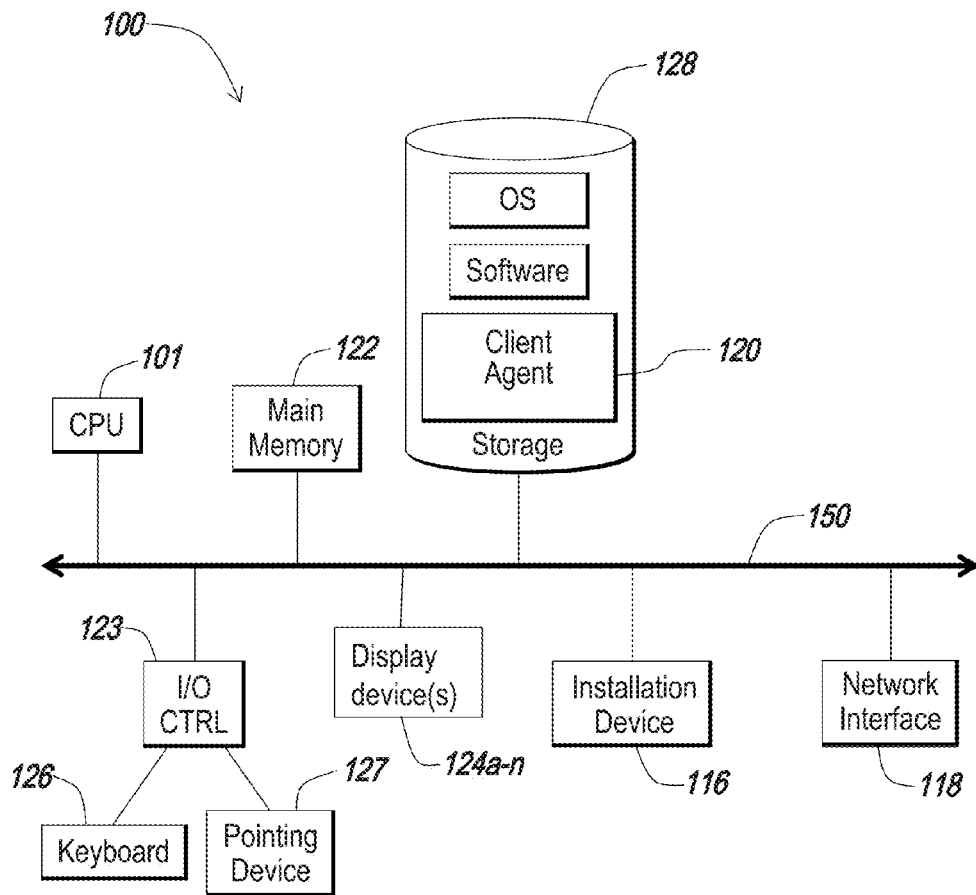 100
128
OS
Software
Client
Agent
120
Storage
101
CPU
122
Main
Memory
150
123
I/O
CTRL
Display
device(s)
124a-n
Installation
Device
116
Network
Interface
118
126
Keyboard
127
Pointing
Device